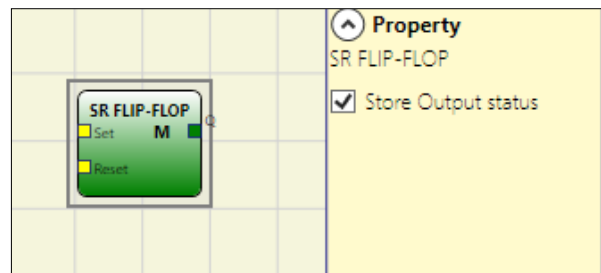 SR FLIP-FLOP
Set
M
Q
Reset
Property
SR FLIP-FLOP
Store Output status